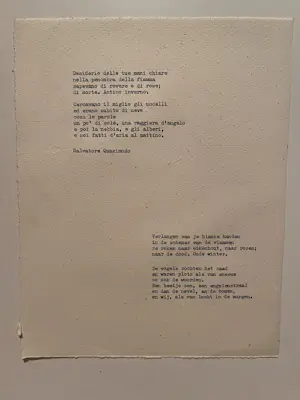 Desiderio delle tue mani chiare
nella penombra della fiamma
sapevano di rovere e di rose;
di morte. Antico inverno.
Cercavano il miglio gli uccelli
ed erano subito di neve
cosi le parole
un po' di sole, una raggiera d'angelo
e poi la nebbia, e gli alberi,
e noi fatti d'aria al mattino.
Salvatore Quasimodo
Verlangen van je blanke handen
in de schemer van de vlammen
ze roken naar eikenhout, naar rozen;
naar de dood. Oude winter.
De vogels zochten het zaad
en waren plots als van sneeuw
zo ook de woorden.
Een beetje zon, een engelenstraal
en dan de nevel, en de bomen,
en wij, als van lucht in de morgen.